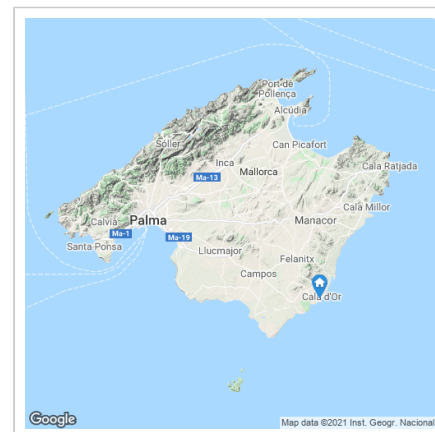 Port de
Pollença
Alcúdia
Sóller
Can Picafort
Inca
Mallorca
Cala Ratjada
Ma-13
Cala Millor
Palma
Manacor
Calvià
Ma-1
Ma-19
Santa Ponsa
Llucmajor
Felanitx
Campos
Cala d'Or
Google
Map data ©2021 Inst. Geogr. Nacional